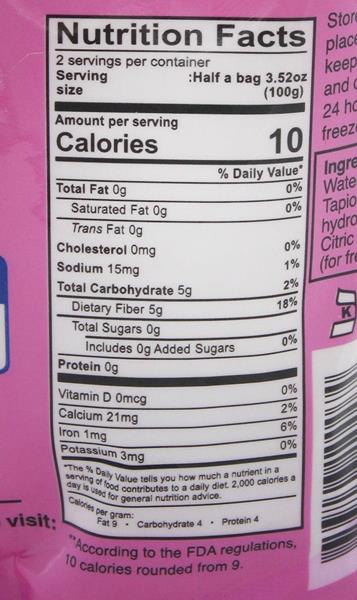 Nutrition Facts
2 servings per container
Serving size :Half a bag 3.52oz (100g)
Amount per serving
Calories 10
% Daily Value*
Total Fat 0g 0%
Saturated Fat 0g 0%
Trans Fat 0g
Cholesterol 0mg 0%
Sodium 15mg 1%
Total Carbohydrate 5g 2%
Dietary Fiber 5g 18%
Total Sugars 0g
Includes 0g Added Sugars 0%
Protein 0g
Vitamin D 0mcg 0%
Calcium 21mg 2%
Iron 1mg 6%
Potassium 3mg 0%
*The % Daily Value tells you how much a nutrient in a
serving of food contributes to a daily diet. 2,000 calories a
day is used for general nutrition advice.
Calories per gram:
Fat 9 • Carbohydrate 4 • Protein 4
visit:
**According to the FDA regulations,
10 calories rounded from 9.
Store
place
keep
and
24 ho
freez
Ingre
Wate
Tapio
hydro
Citric
(for fre
K